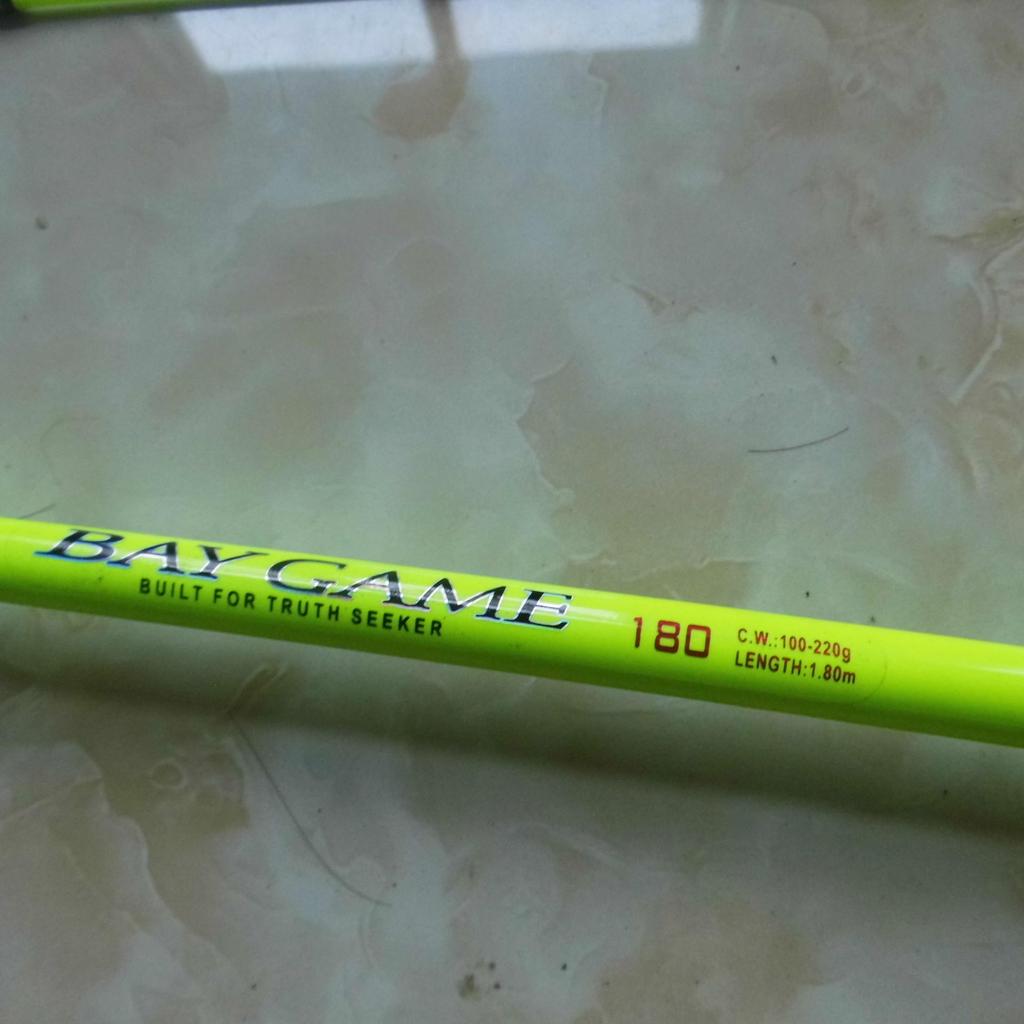 BAY GAME
BUILT FOR TRUTH SEEKER
180
C.W.:100-220g
LENGTH:1.80m